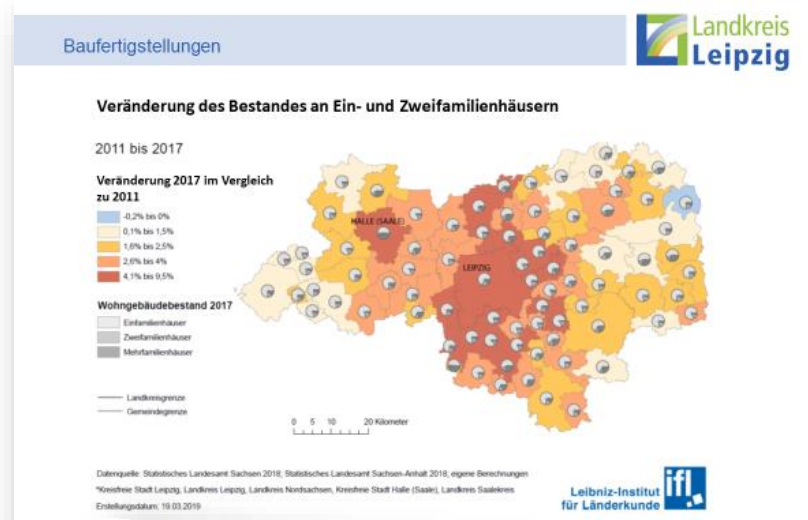 Baufertigstellungen
Landkreis
Leipzig
Veränderung des Bestandes an Ein- und Zweifamilienhäusern
2011 bis 2017
Veränderung 2017 im Vergleich
zu 2011
-0,2% bis 0%
0,1% bis 1,5%
1,6% bis 2,5%
2,6% bis 4%
4,1% bis 9,5%
HALLE (SAALE)
LEIPZIG
Wohngebäudebestand 2017
Einfamilienhäuser
Zweifamilienhäuser
Mehrfamilienhäuser
Landkreisgrenze
Gemeindegrenze
0 5 10 20 Kilometer
Datenquelle: Statistisches Landesamt Sachsen 2018; Statistisches Landesamt Sachsen-Anhalt 2018; eigene Berechnungen
*Kreisfreie Stadt Leipzig, Landkreis Leipzig, Landkreis Nordsachsen, Kreisfreie Stadt Halle (Saale), Landkreis Saalekreis
Erstellungsdatum: 19.03.2019
Leibniz-Institut
für Länderkunde
ifl